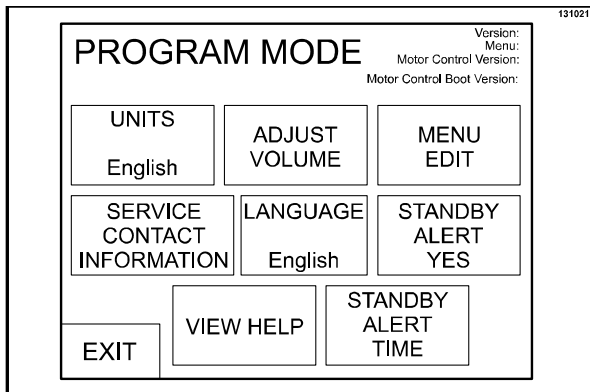 131021
PROGRAM MODE
Version:
Menu:
Motor Control Version:
Motor Control Boot Version:
UNITS
English
ADJUST
VOLUME
MENU
EDIT
SERVICE
CONTACT
INFORMATION
LANGUAGE
English
STANDBY
ALERT
YES
EXIT
VIEW HELP
STANDBY
ALERT
TIME